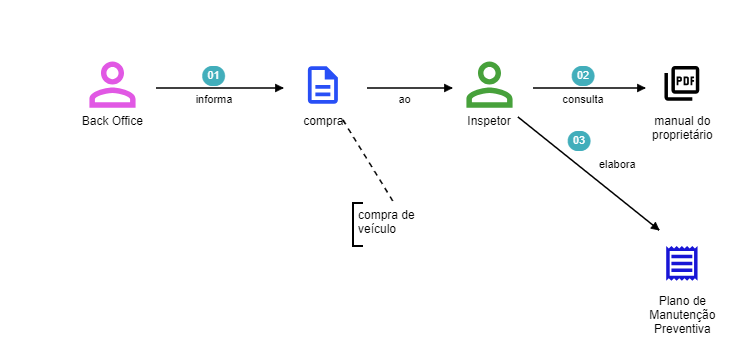 01
informa
Back Office
compra
ao
Inspetor
02
consulta
PDF
manual do
proprietário
03
elabora
compra de
veículo
Plano de
Manutenção
Preventiva